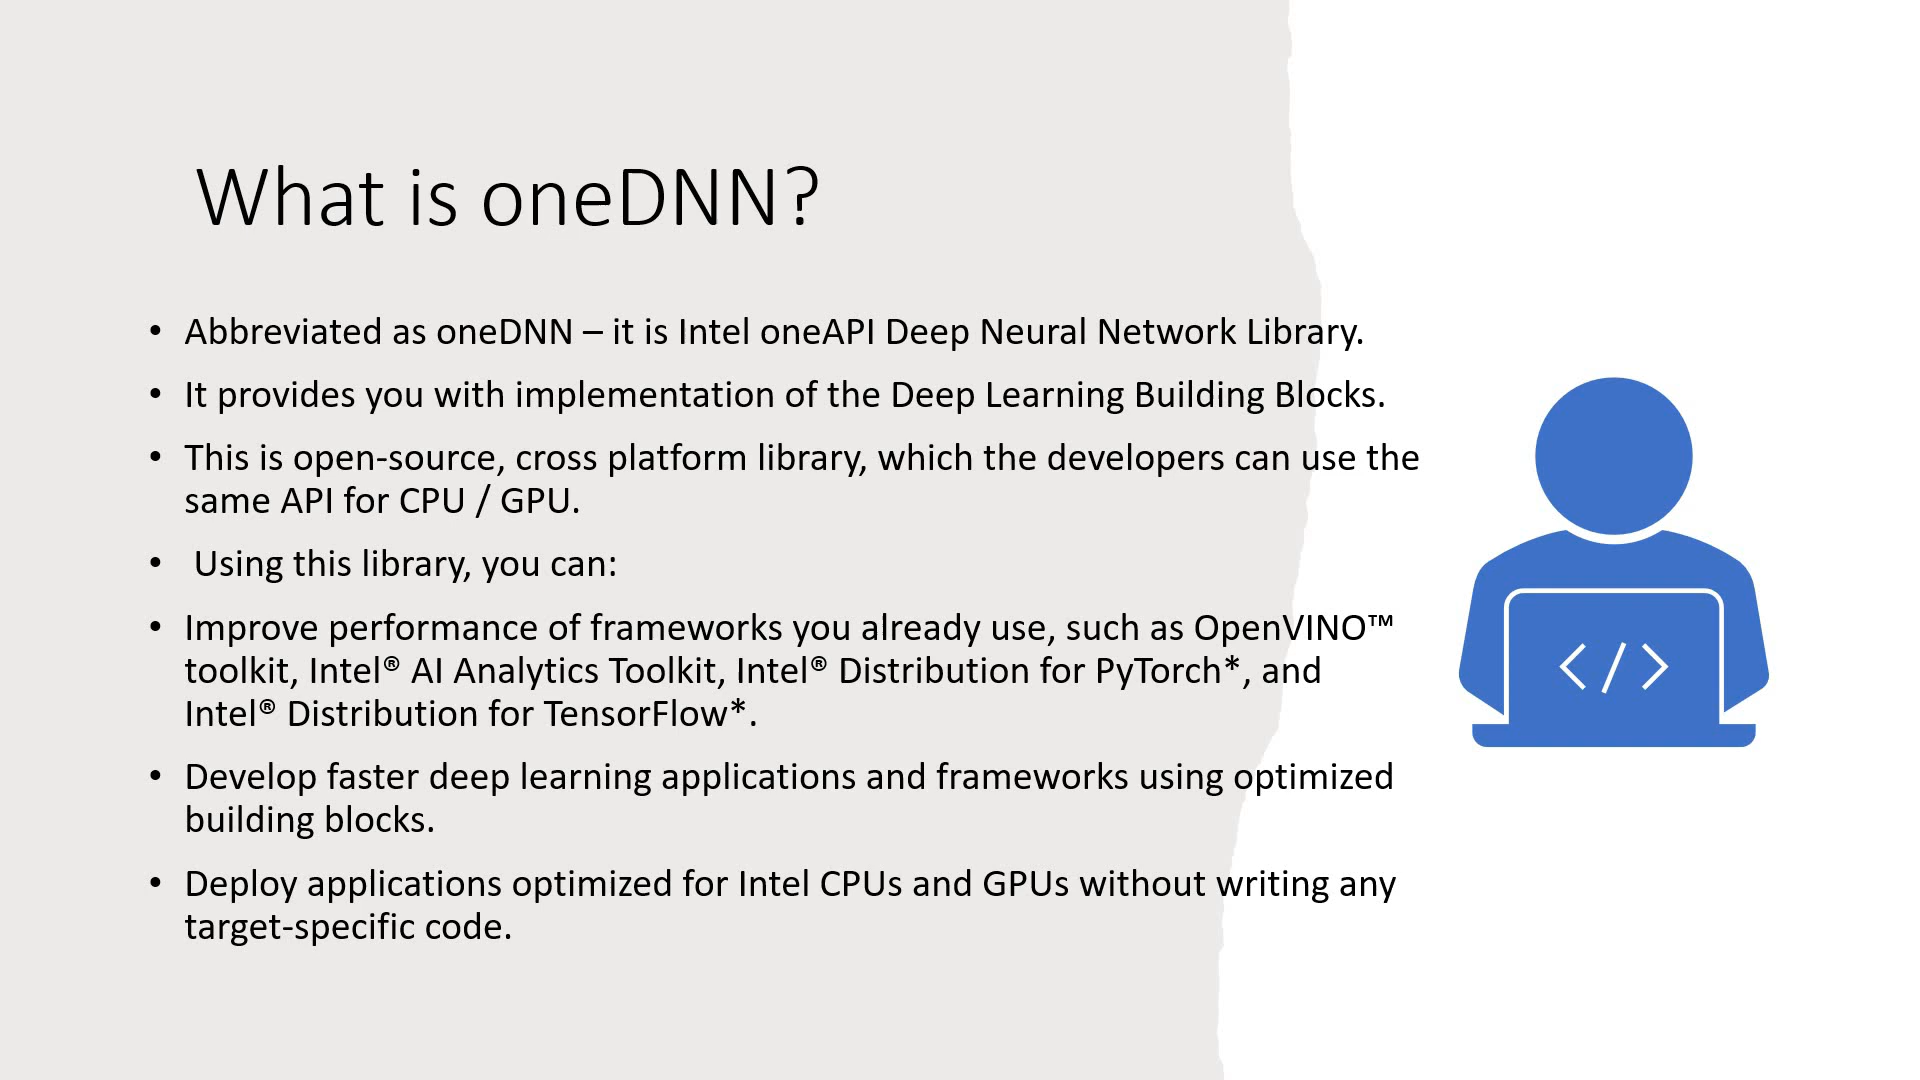 What is oneDNN?
• Abbreviated as oneDNN – it is Intel oneAPI Deep Neural Network Library.
• It provides you with implementation of the Deep Learning Building Blocks.
• This is open-source, cross platform library, which the developers can use the
same API for CPU / GPU.
• Using this library, you can:
• Improve performance of frameworks you already use, such as OpenVINO™
toolkit, Intel® AI Analytics Toolkit, Intel® Distribution for PyTorch*, and
Intel® Distribution for TensorFlow*.
• Develop faster deep learning applications and frameworks using optimized
building blocks.
• Deploy applications optimized for Intel CPUs and GPUs without writing any
target-specific code.
</>